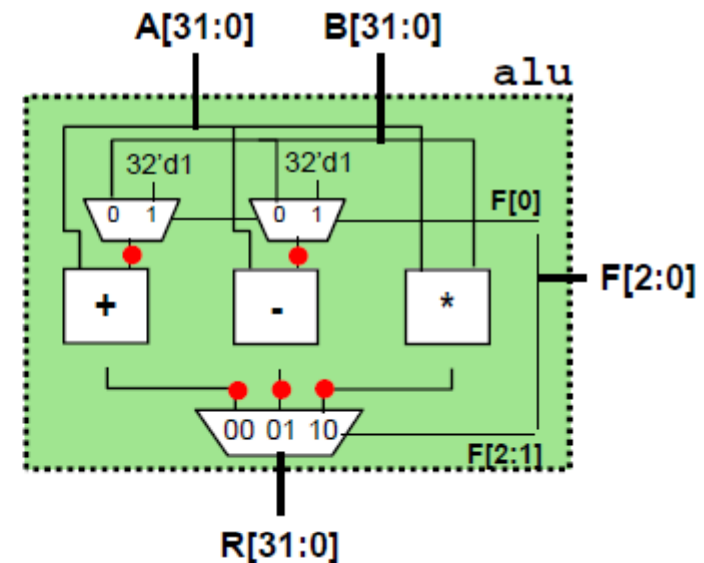 A[31:0] B[31:0]
alu
32'd1 32'd1
0 1 0 1
F[0]
F[2:0]
+ - *
00 01 10
F[2:1]
R[31:0]